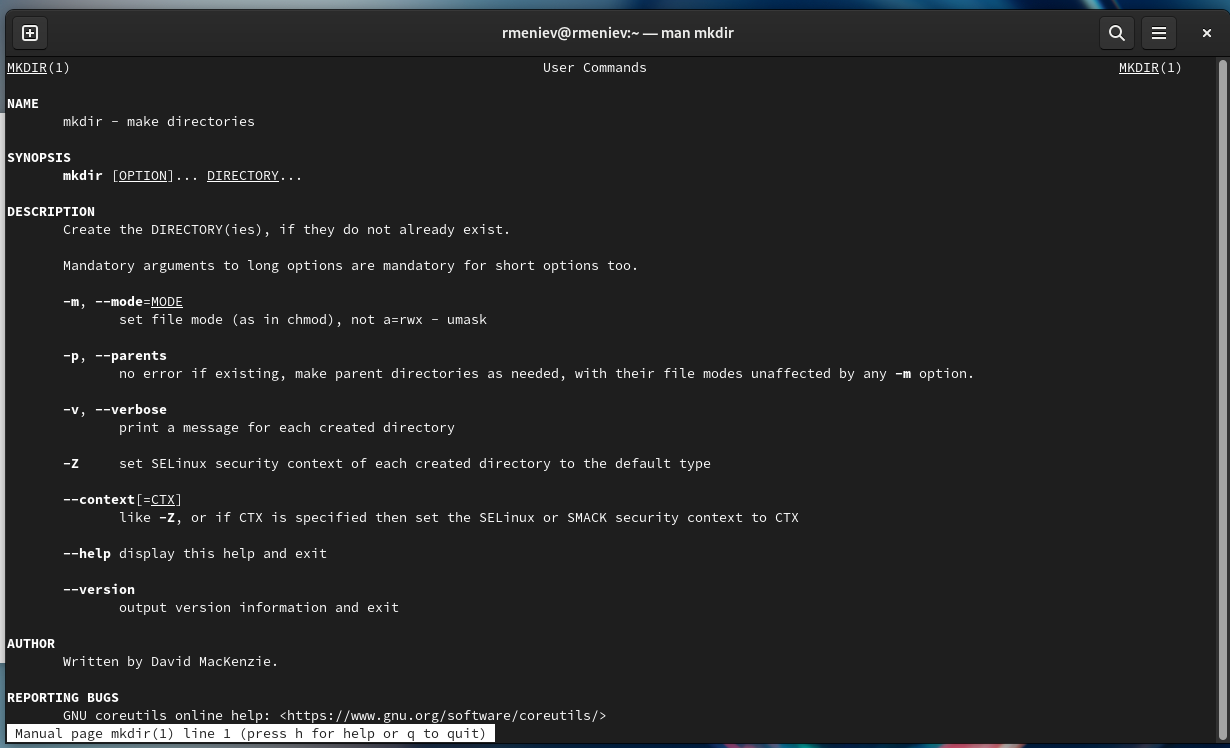 rmeniev@rmeniev:~ — man mkdir
MKDIR(1) User Commands MKDIR(1)
NAME
mkdir - make directories
SYNOPSIS
mkdir [OPTION]... DIRECTORY...
DESCRIPTION
Create the DIRECTORY(ies), if they do not already exist.
Mandatory arguments to long options are mandatory for short options too.
-m, --mode=MODE
set file mode (as in chmod), not a=rwx - umask
-p, --parents
no error if existing, make parent directories as needed, with their file modes unaffected by any -m option.
-v, --verbose
print a message for each created directory
-Z set SELinux security context of each created directory to the default type
--context[=CTX]
like -Z, or if CTX is specified then set the SELinux or SMACK security context to CTX
--help display this help and exit
--version
output version information and exit
AUTHOR
Written by David MacKenzie.
REPORTING BUGS
GNU coreutils online help: <https://www.gnu.org/software/coreutils/>
Manual page mkdir(1) line 1 (press h for help or q to quit)